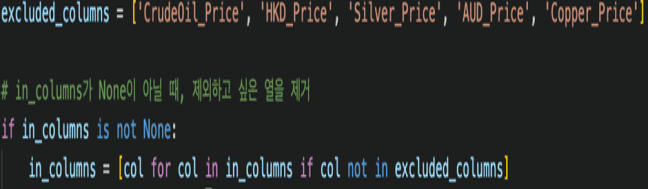 excluded_columns = ['CrudeOil_Price', 'HKD_Price', 'Silver_Price', 'AUD_Price', 'Copper_Price']
# in_columns가 None이 아닐 때, 제외하고 싶은 열을 제거
if in_columns is not None:
    in_columns = [col for col in in_columns if col not in excluded_columns]